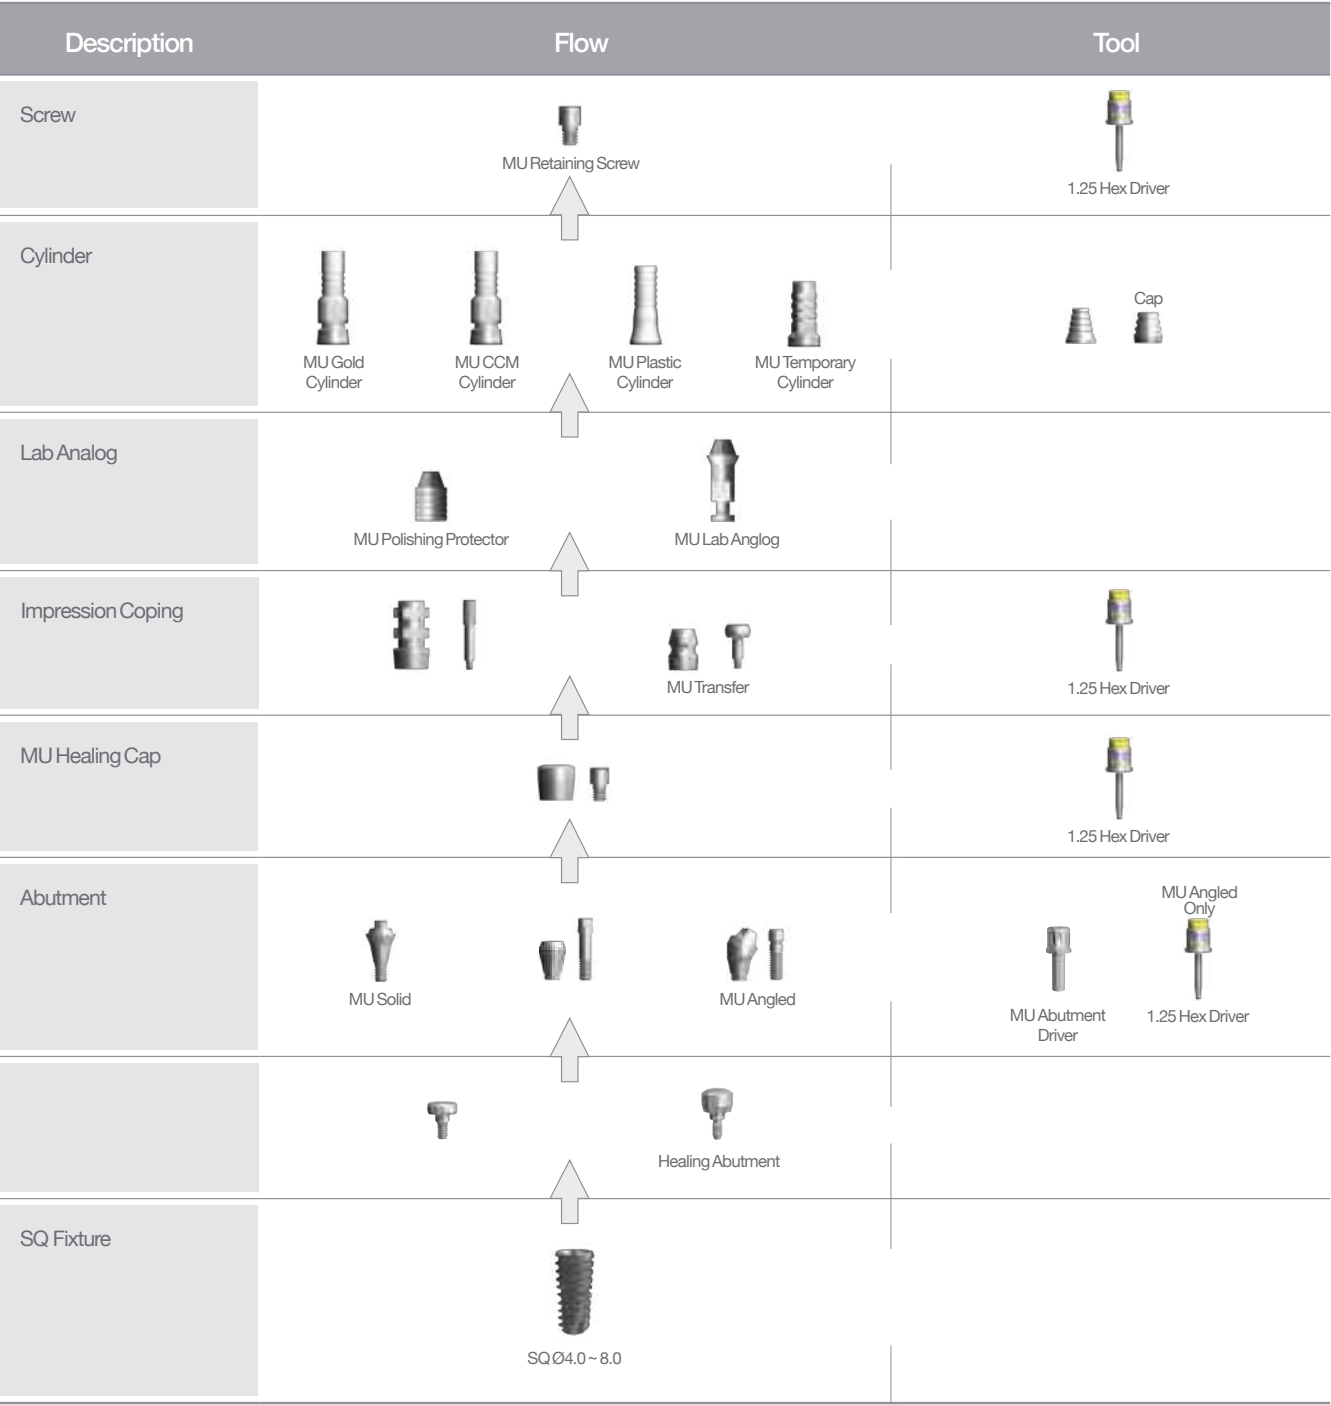 Description Flow Tool
Screw
MU Retaining Screw
1.25 Hex Driver
Cylinder
Cap
MU Gold
Cylinder
MU CCM
Cylinder
MU Plastic
Cylinder
MU Temporary
Cylinder
Lab Analog
MU Polishing Protector
MU Lab Anglog
Impression Coping
MU Transfer
1.25 Hex Driver
MU Healing Cap
1.25 Hex Driver
Abutment
MU Angled
Only
MU Solid
MU Angled
MU Abutment
Driver
1.25 Hex Driver
Healing Abutment
SQ Fixture
SQ Ø4.0 ~ 8.0